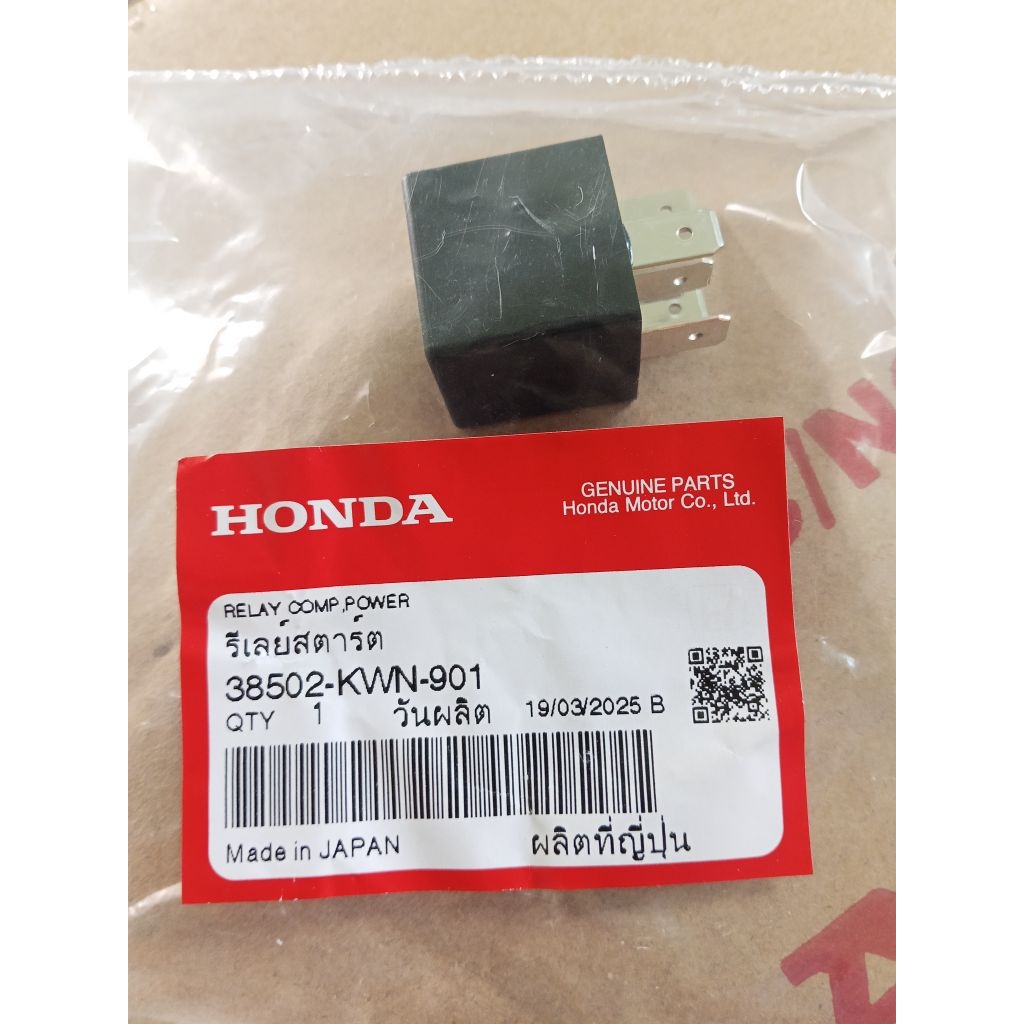 HONDA
GENUINE PARTS
Honda Motor Co., Ltd.
RELAY COMP,POWER
รีเลย์สตาร์ต
38502-KWN-901
QTY 1 วันผลิต 19/03/2025 B
Made in JAPAN ผลิตที่ญี่ปุ่น